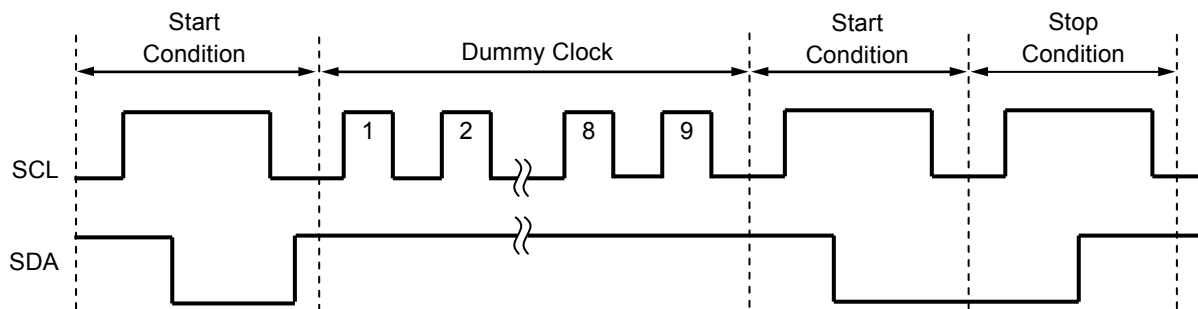 Start
Condition
Dummy Clock
Start
Condition
Stop
Condition
SCL
1 2 8 9
SDA